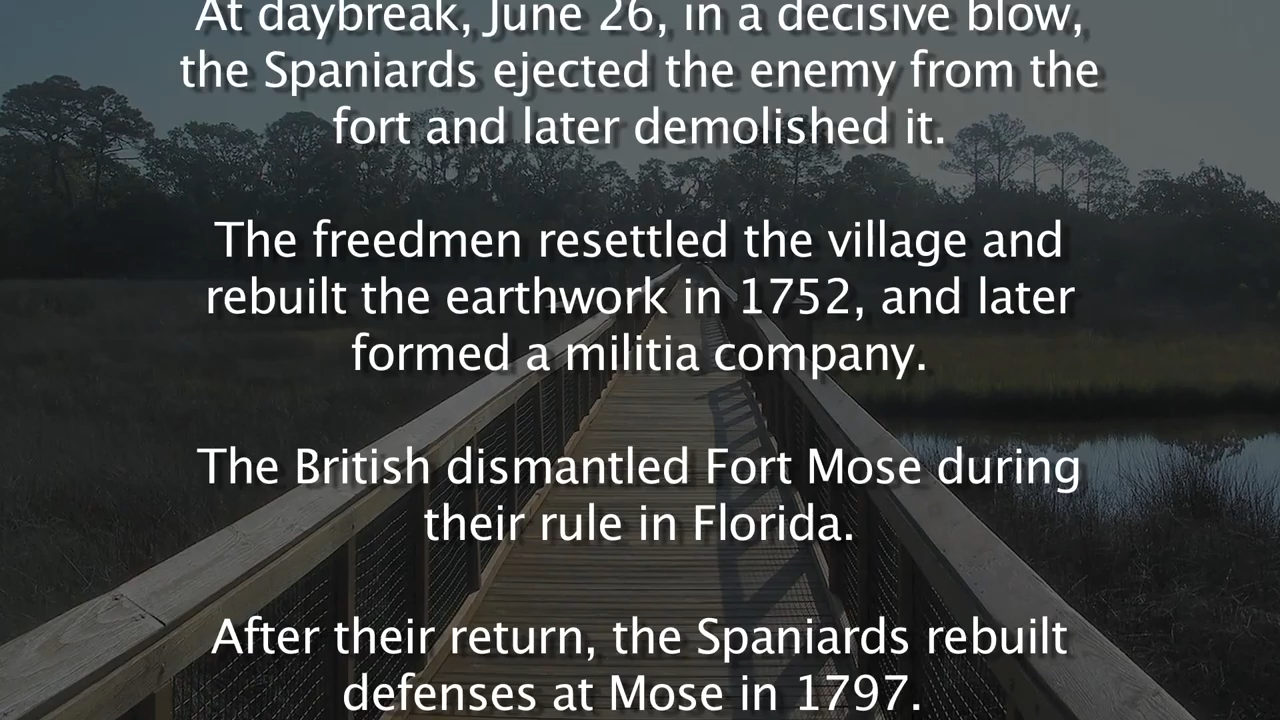 At daybreak, June 26, in a decisive blow,
the Spaniards ejected the enemy from the
fort and later demolished it.
The freedmen resettled the village and
rebuilt the earthwork in 1752, and later
formed a militia company.
The British dismantled Fort Mose during
their rule in Florida.
After their return, the Spaniards rebuilt
defenses at Mose in 1797.